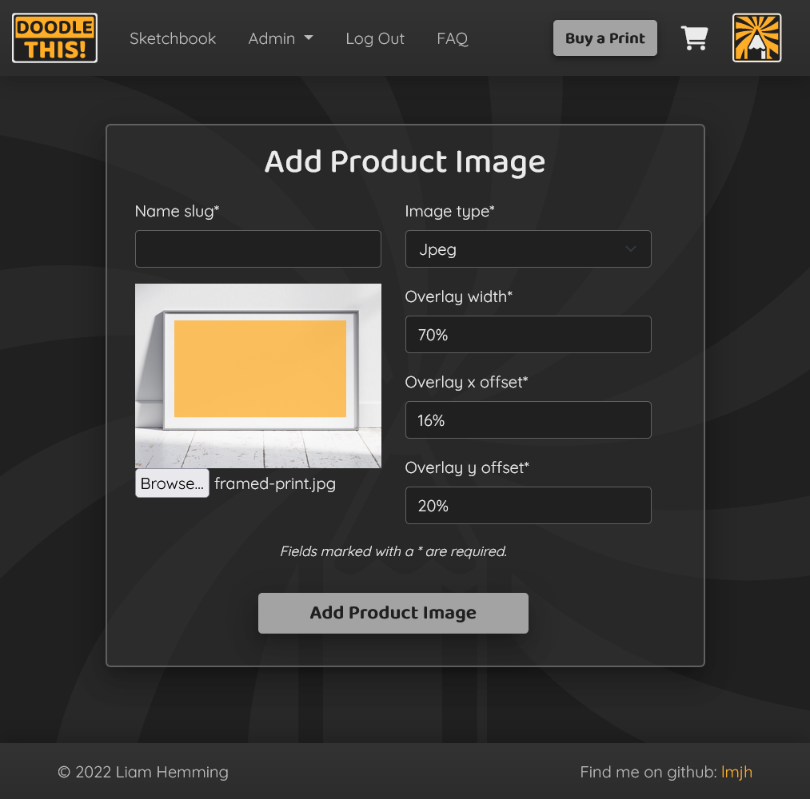 DOODLE
THIS!
Sketchbook
Admin
Log Out
FAQ
Buy a Print
Add Product Image
Name slug*
Image type*
Jpeg
Overlay width*
70%
Overlay x offset*
16%
Overlay y offset*
20%
Browse... framed-print.jpg
Fields marked with a * are required.
Add Product Image
© 2022 Liam Hemming
Find me on github: lmjh